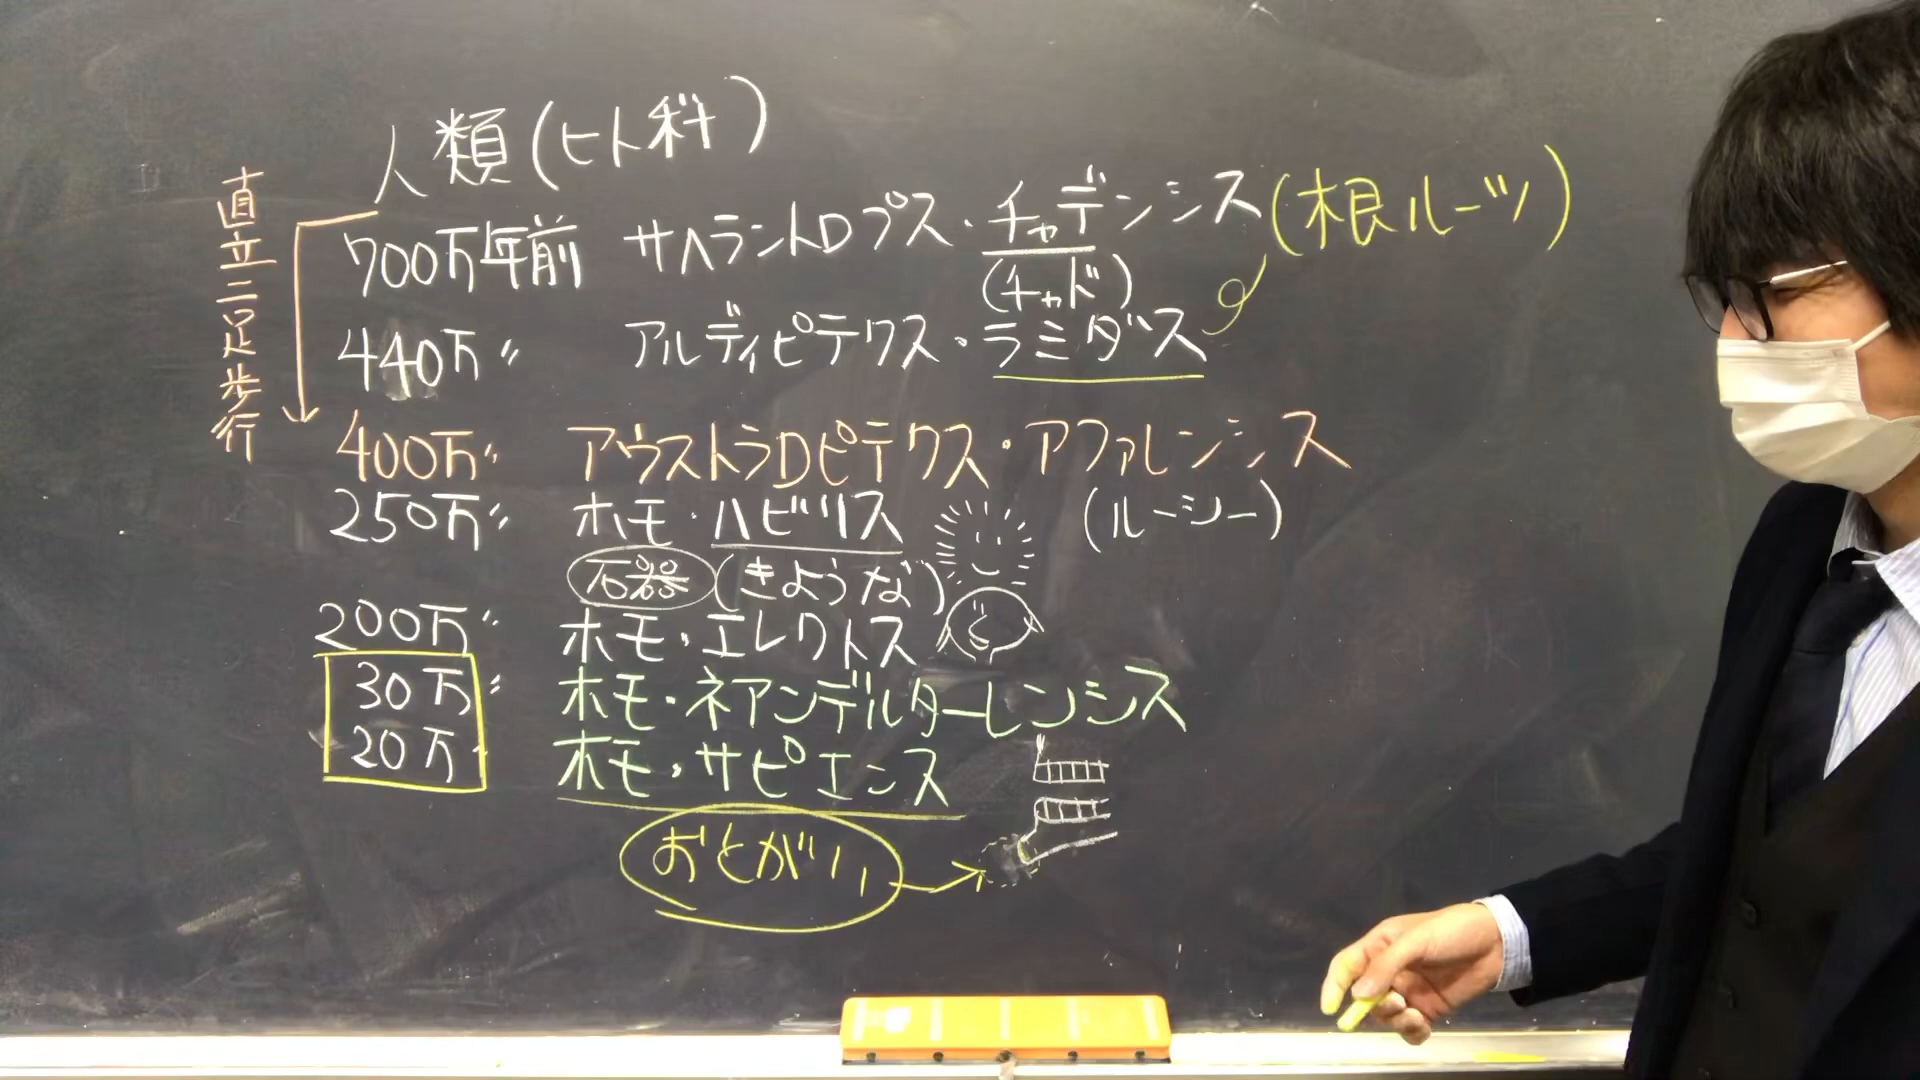 人類(ヒト科)
直立二足歩行
700万年前 サヘラントロプス・チャデンシス(根ルーツ)
(チャド)
440万〃 アルディピテクス・ラミダス
400万〃 アウストラロピテクス・アファレンシス
(ルーシー)
250万〃 ホモ・ハビリス
石器(きような)
200万〃 ホモ・エレクトス
30万〃 ホモ・ネアンデルターレンシス
20万〃 ホモ・サピエンス
おとがい